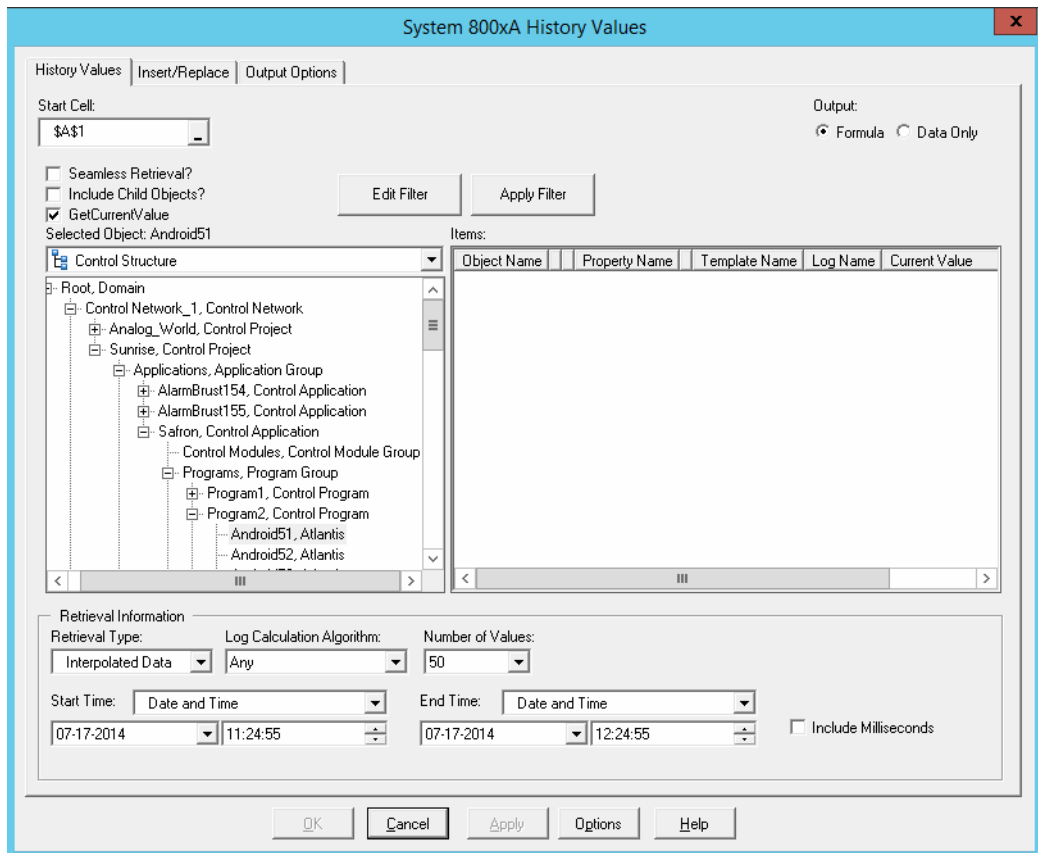 System 800xA History Values
x
History Values Insert/Replace Output Options
Start Cell:
$A$1
Output:
Formula Data Only
Seamless Retrieval?
Include Child Objects?
GetCurrentValue
Edit Filter Apply Filter
Selected Object: Android51
Items:
Control Structure
Object Name Property Name Template Name Log Name Current Value
Root, Domain
Control Network_1, Control Network
Analog_World, Control Project
Sunrise, Control Project
Applications, Application Group
AlarmBrust154, Control Application
AlarmBrust155, Control Application
Safron, Control Application
Control Modules, Control Module Group
Programs, Program Group
Program1, Control Program
Program2, Control Program
Android51, Atlantis
Android52, Atlantis
Retrieval Information
Retrieval Type: Log Calculation Algorithm: Number of Values:
Interpolated Data Any 50
Start Time: Date and Time End Time: Date and Time
07-17-2014 11:24:55 07-17-2014 12:24:55
Include Milliseconds
OK Cancel Apply Options Help